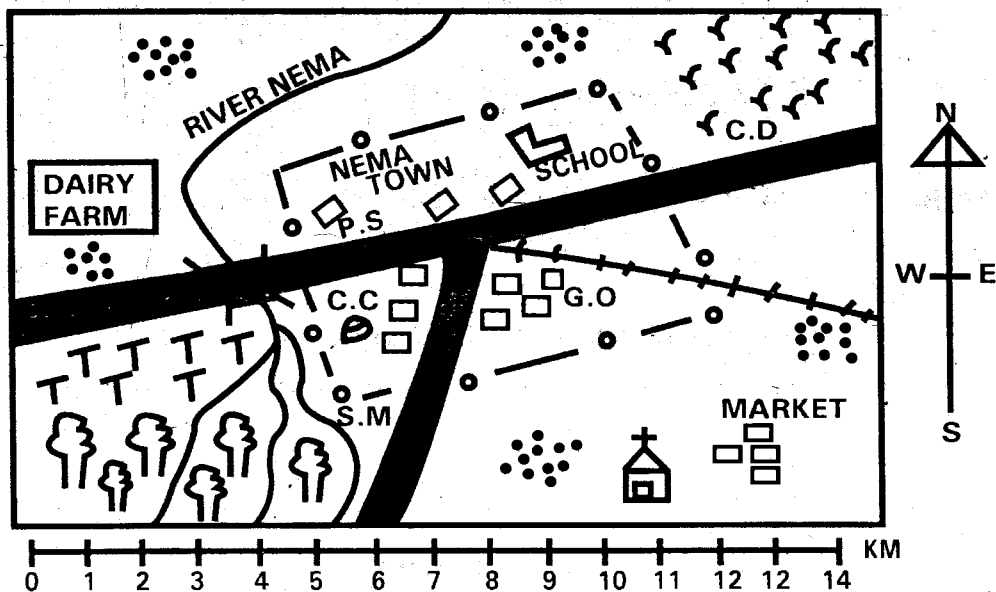 RIVER NEMA
DAIRY
FARM
NEMA
TOWN
SCHOOL
P.S
C.D
C.C
G.O
S.M
MARKET
N
W
E
S
0 1 2 3 4 5 6 7 8 9 10 11 12 12 14 KM